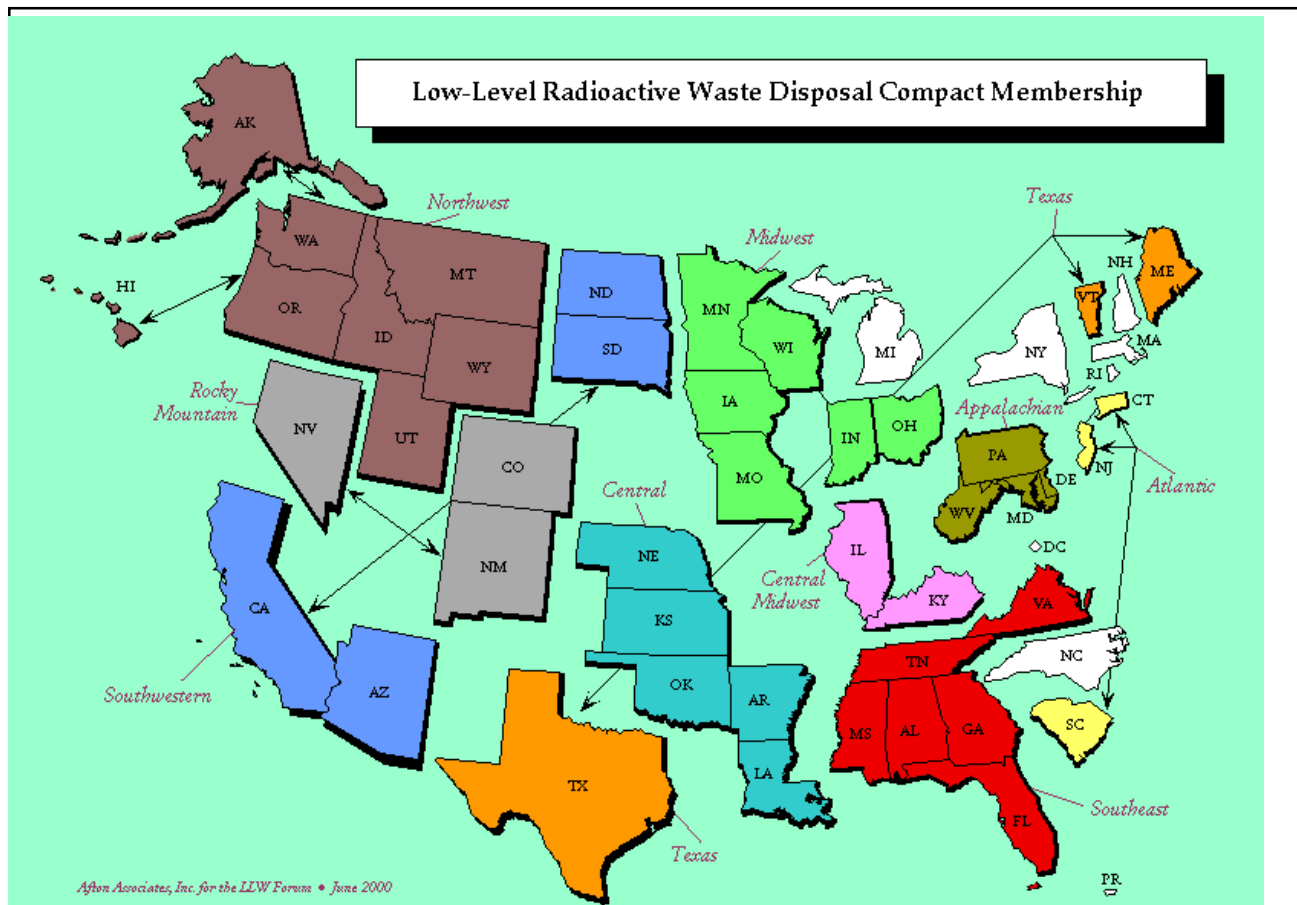 Low-Level Radioactive Waste Disposal Compact Membership
AK
Northwest
Texas
WA
MT
Midwest
NH
ME
HI
ND
VT
OR
MN
ID
SD
WI
MI
NY
MA
WY
RI
Rocky
Mountain
IA
CT
NV
Appalachian
UT
IN
OH
CO
PA
NJ
MO
DE
Atlantic
Central
WV
MD
NE
IL
DC
NM
Central
Midwest
KY
VA
CA
KS
TN
NC
Southwestern
AZ
OK
AR
SC
MS
AL
GA
LA
TX
Southeast
FL
Texas
PR
Afton Associates, Inc. for the LLW Forum • June 2000